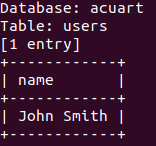 Database: acuart
Table: users
[1 entry]
+------------+
| name       |
+------------+
| John Smith |
+------------+